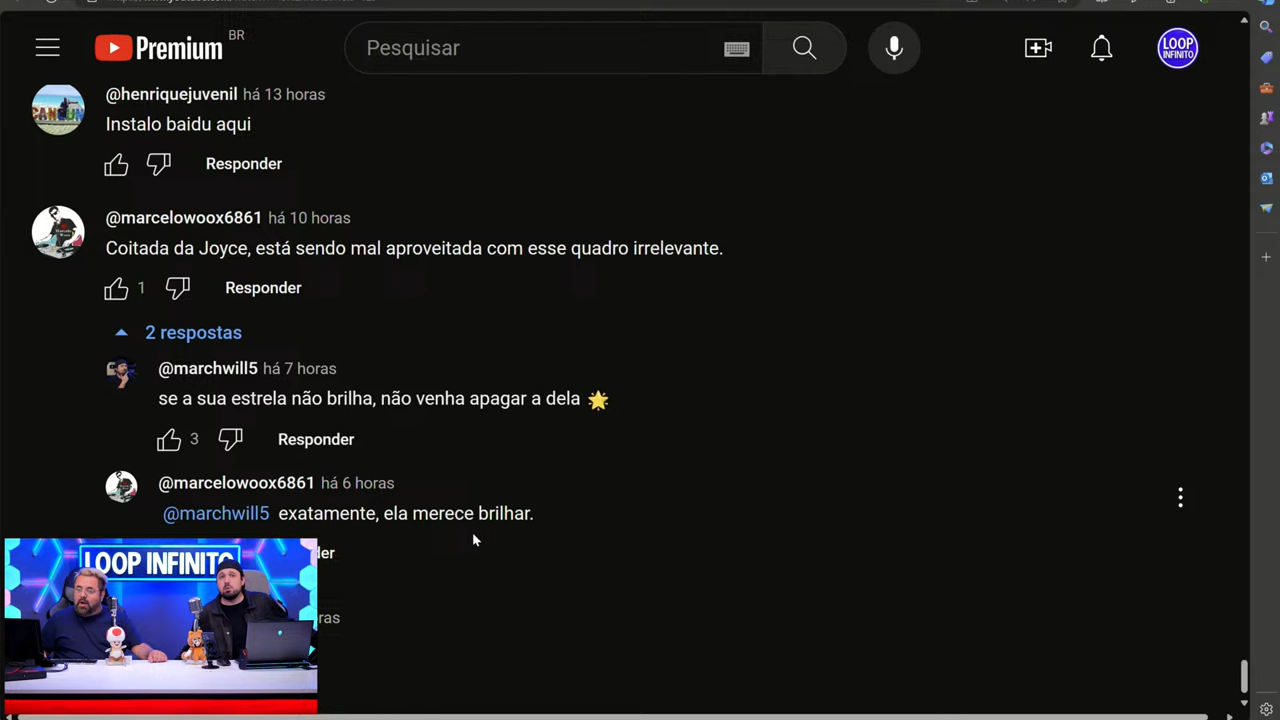 Premium BR
Pesquisar
LOOP INFINITO
@henriquejuvenil há 13 horas
Instalo baidu aqui
Responder
@marcelowoox6861 há 10 horas
Coitada da Joyce, está sendo mal aproveitada com esse quadro irrelevante.
1 Responder
2 respostas
@marchwill5 há 7 horas
se a sua estrela não brilha, não venha apagar a dela 🌟
3 Responder
@marcelowoox6861 há 6 horas
@marchwill5 exatamente, ela merece brilhar.
der
LOOP INFINITO
ras